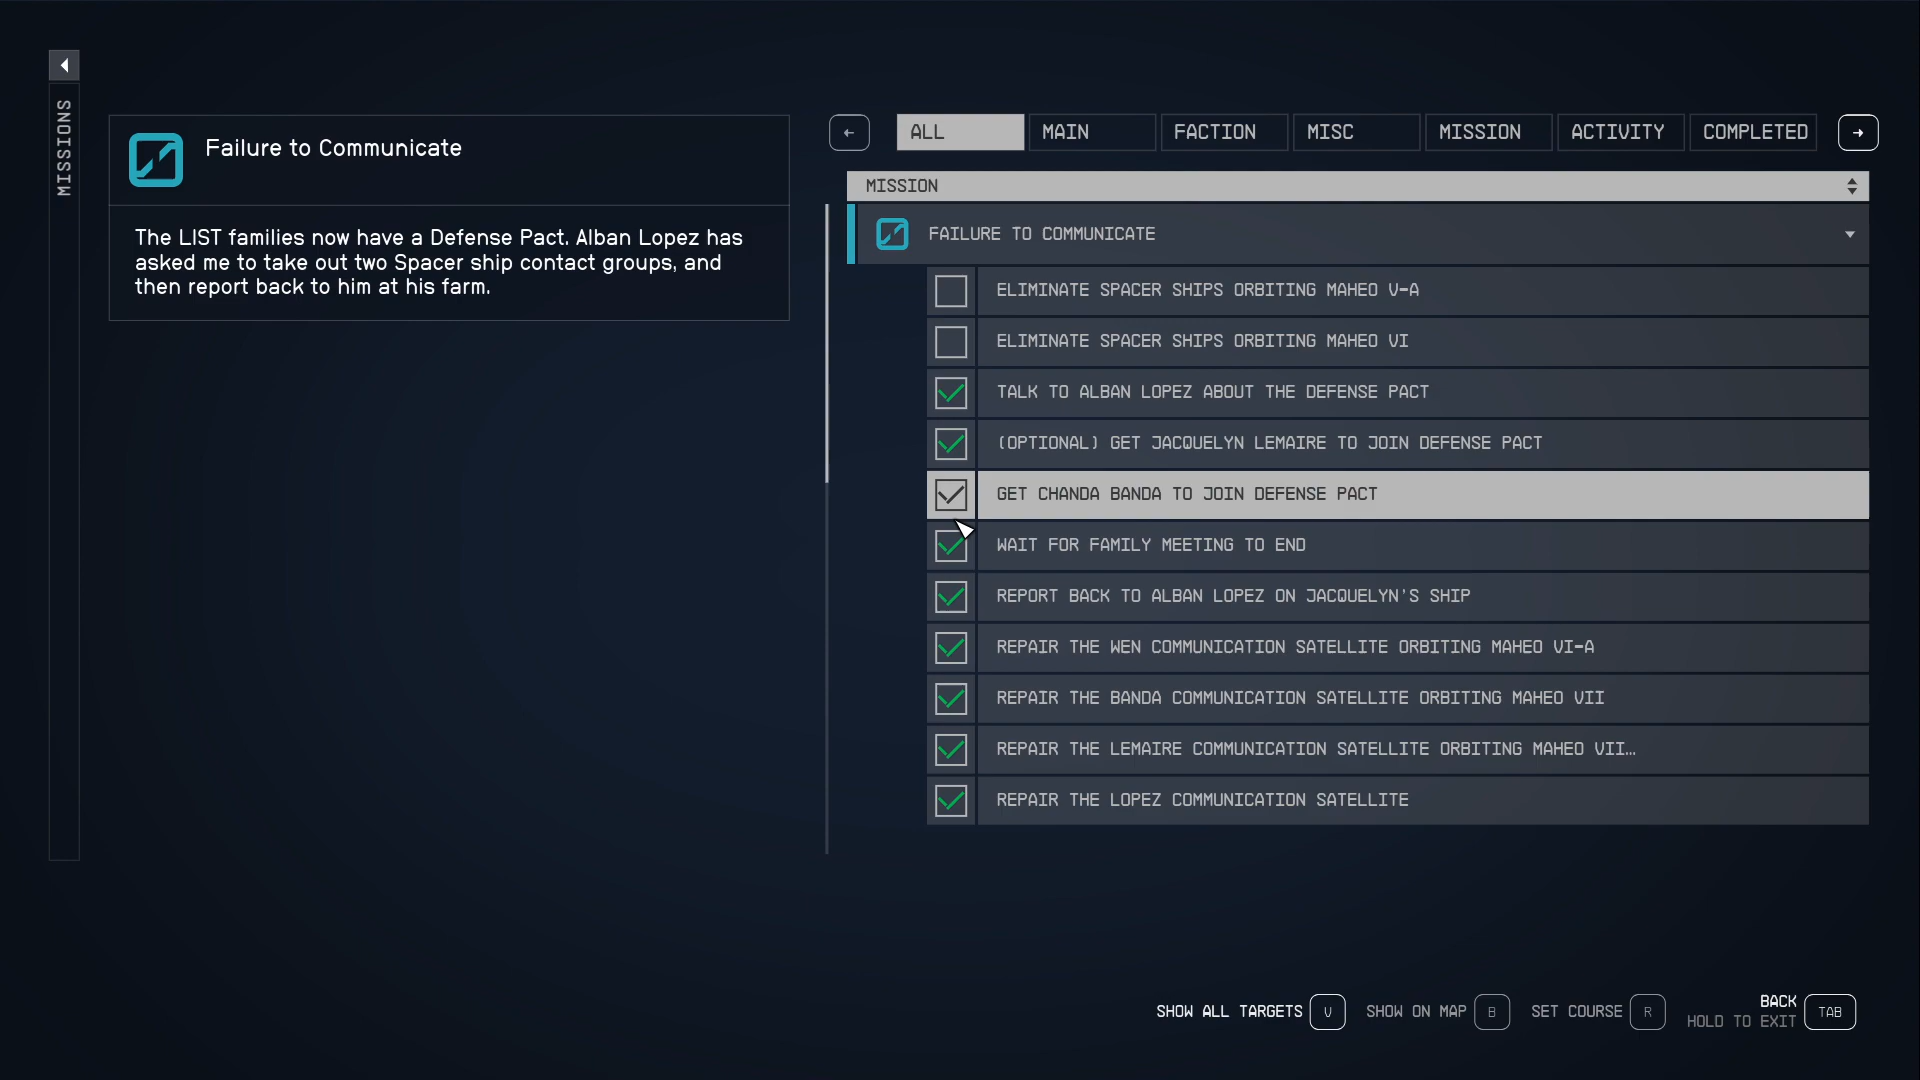 MISSIONS
Failure to Communicate
The LIST families now have a Defense Pact. Alban Lopez has
asked me to take out two Spacer ship contact groups, and
then report back to him at his farm.
ALL MAIN FACTION MISC MISSION ACTIVITY COMPLETED
MISSION
FAILURE TO COMMUNICATE
ELIMINATE SPACER SHIPS ORBITING MAHEO V-A
ELIMINATE SPACER SHIPS ORBITING MAHEO VI
TALK TO ALBAN LOPEZ ABOUT THE DEFENSE PACT
(OPTIONAL) GET JACQUELYN LEMAIRE TO JOIN DEFENSE PACT
GET CHANDA BANDA TO JOIN DEFENSE PACT
WAIT FOR FAMILY MEETING TO END
REPORT BACK TO ALBAN LOPEZ ON JACQUELYN'S SHIP
REPAIR THE WEN COMMUNICATION SATELLITE ORBITING MAHEO VI-A
REPAIR THE BANDA COMMUNICATION SATELLITE ORBITING MAHEO VII
REPAIR THE LEMAIRE COMMUNICATION SATELLITE ORBITING MAHEO VII...
REPAIR THE LOPEZ COMMUNICATION SATELLITE
SHOW ALL TARGETS V SHOW ON MAP B SET COURSE R BACK TAB
HOLD TO EXIT